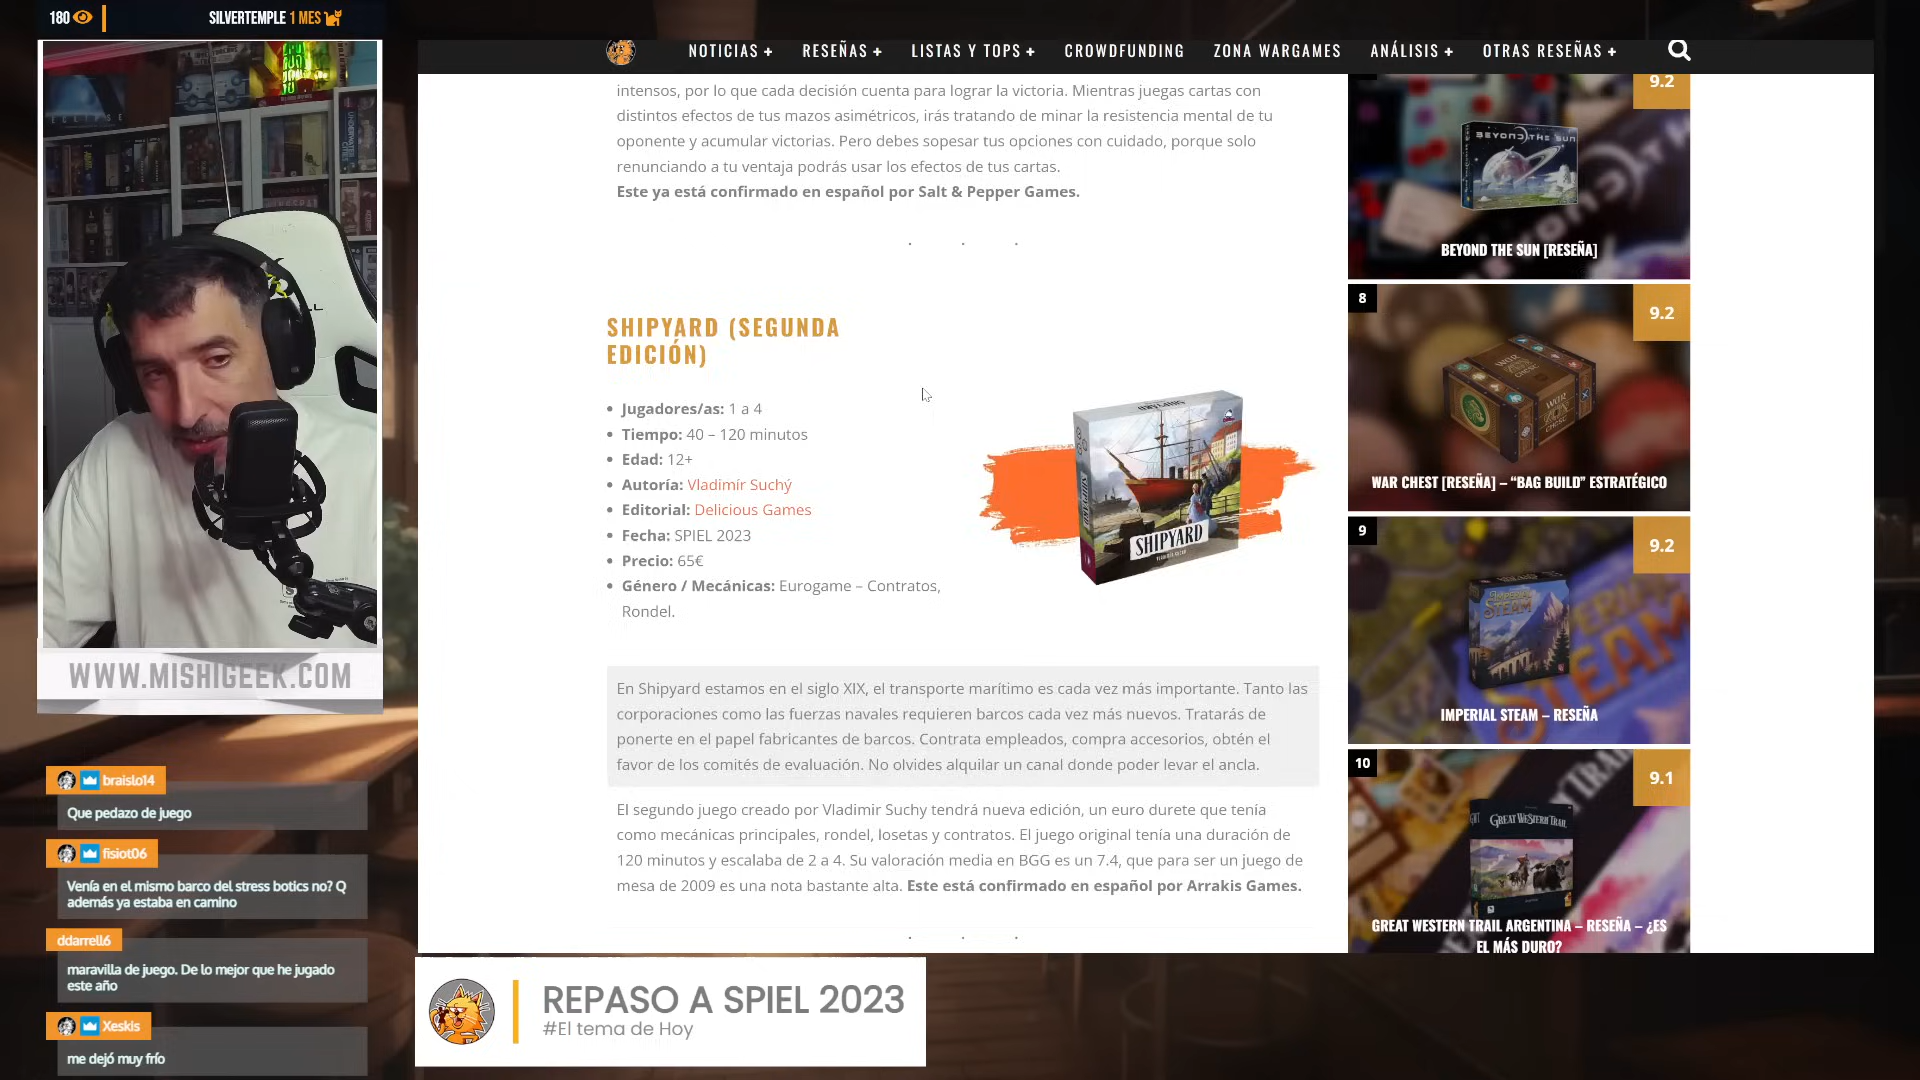 180
SILVERTEMPLE 1 MES
NOTICIAS +
RESEÑAS +
LISTAS Y TOPS +
CROWDFUNDING
ZONA WARGAMES
ANÁLISIS +
OTRAS RESEÑAS +
intensos, por lo que cada decisión cuenta para lograr la victoria. Mientras juegas cartas con
distintos efectos de tus mazos asimétricos, irás tratando de minar la resistencia mental de tu
oponente y acumular victorias. Pero debes sopesar tus opciones con cuidado, porque solo
renunciando a tu ventaja podrás usar los efectos de tus cartas.
Este ya está confirmado en español por Salt & Pepper Games.
SHIPYARD (SEGUNDA
EDICIÓN)
• Jugadores/as: 1 a 4
• Tiempo: 40 – 120 minutos
• Edad: 12+
• Autoría: Vladimír Suchý
• Editorial: Delicious Games
• Fecha: SPIEL 2023
• Precio: 65€
• Género / Mecánicas: Eurogame – Contratos,
Rondel.
SHIPYARD
En Shipyard estamos en el siglo XIX, el transporte marítimo es cada vez más importante. Tanto las
corporaciones como las fuerzas navales requieren barcos cada vez más nuevos. Tratarás de
ponerte en el papel fabricantes de barcos. Contrata empleados, compra accesorios, obtén el
favor de los comités de evaluación. No olvides alquilar un canal donde poder levar el ancla.
El segundo juego creado por Vladimir Suchy tendrá nueva edición, un euro durete que tenía
como mecánicas principales, rondel, losetas y contratos. El juego original tenía una duración de
120 minutos y escalaba de 2 a 4. Su valoración media en BGG es un 7.4, que para ser un juego de
mesa de 2009 es una nota bastante alta. Este está confirmado en español por Arrakis Games.
9.2
BEYOND THE SUN
BEYOND THE SUN [RESEÑA]
8
9.2
WAR CHEST
WAR CHEST [RESEÑA] – “BAG BUILD” ESTRATÉGICO
9
9.2
IMPERIAL STEAM
IMPERIAL STEAM – RESEÑA
10
9.1
GREAT WESTERN TRAIL
GREAT WESTERN TRAIL ARGENTINA – RESEÑA – ¿ES
EL MÁS DURO?
WWW.MISHIGEEK.COM
braislo14
Que pedazo de juego
fisiot06
Venía en el mismo barco del stress botics no? Q
además ya estaba en camino
ddarrell6
maravilla de juego. De lo mejor que he jugado
este año
Xeskis
me dejó muy frío
REPASO A SPIEL 2023
#El tema de Hoy